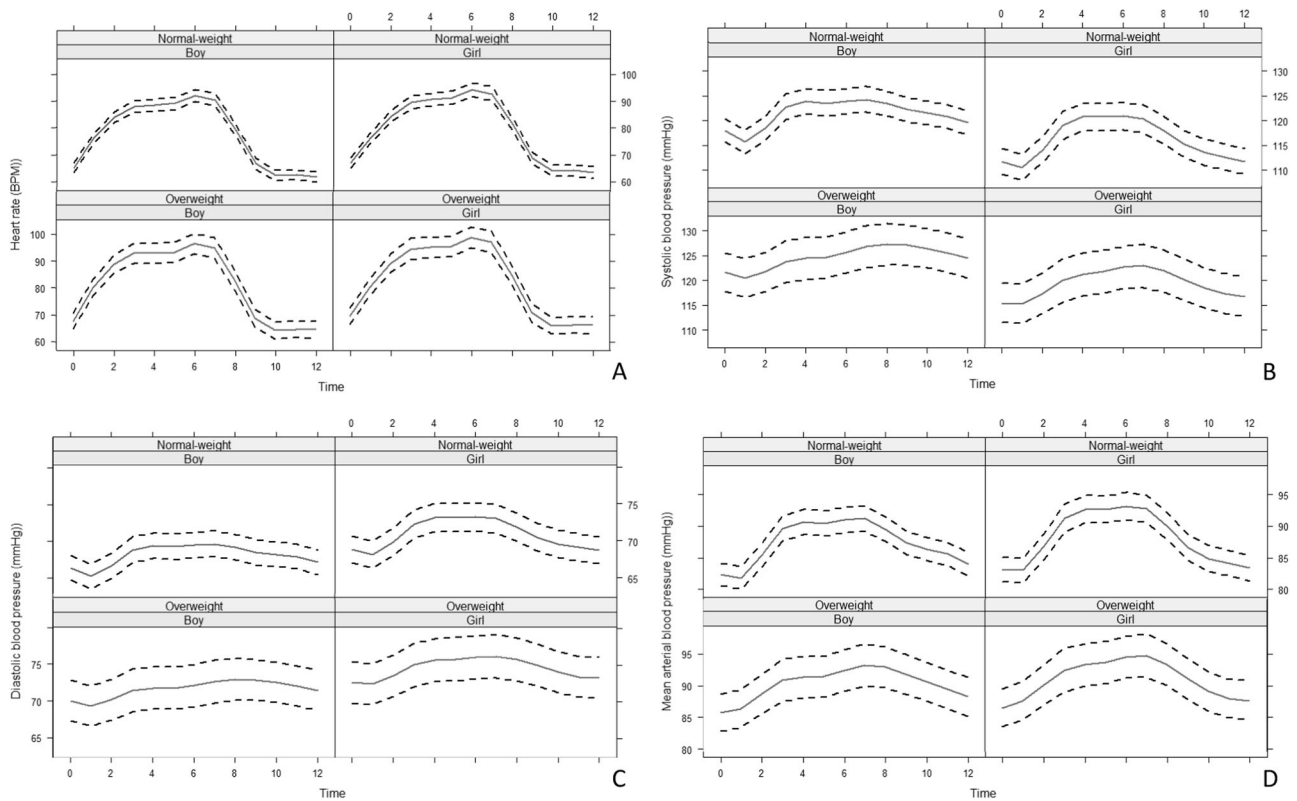 0 2 4 6 8 10 12
Normal-weight Normal-weight
Boy Girl
100
90
80
70
60
Overweight Overweight
Boy Girl
100
90
80
70
60
0 2 4 6 8 10 12
Heart rate (BPM))
Time
A
0 2 4 6 8 10 12
Normal-weight Normal-weight
Boy Girl
130
120
115
110
Overweight Overweight
Boy Girl
130
125
120
115
110
0 2 4 6 8 10 12
Systolic blood pressure (mmHg))
Time
B
0 2 4 6 8 10 12
Normal-weight Normal-weight
Boy Girl
75
70
65
Overweight Overweight
Boy Girl
75
70
65
0 2 4 6 8 10 12
Diastolic blood pressure (mmHg))
Time
C
0 2 4 6 8 10 12
Normal-weight Normal-weight
Boy Girl
95
90
85
80
Overweight Overweight
Boy Girl
95
90
85
80
0 2 4 6 8 10 12
Mean arterial blood pressure (mmHg))
Time
D